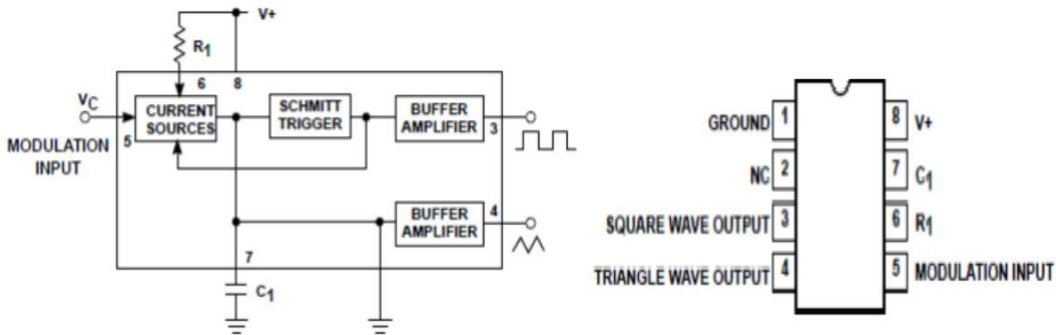 V+
R1
6
8
VC
CURRENT
SOURCES
SCHMITT
TRIGGER
BUFFER
AMPLIFIER
3
5
MODULATION
INPUT
BUFFER
AMPLIFIER
4
7
C1
GROUND
1
8
V+
NC
2
7
C1
SQUARE WAVE OUTPUT
3
6
R1
TRIANGLE WAVE OUTPUT
4
5
MODULATION INPUT